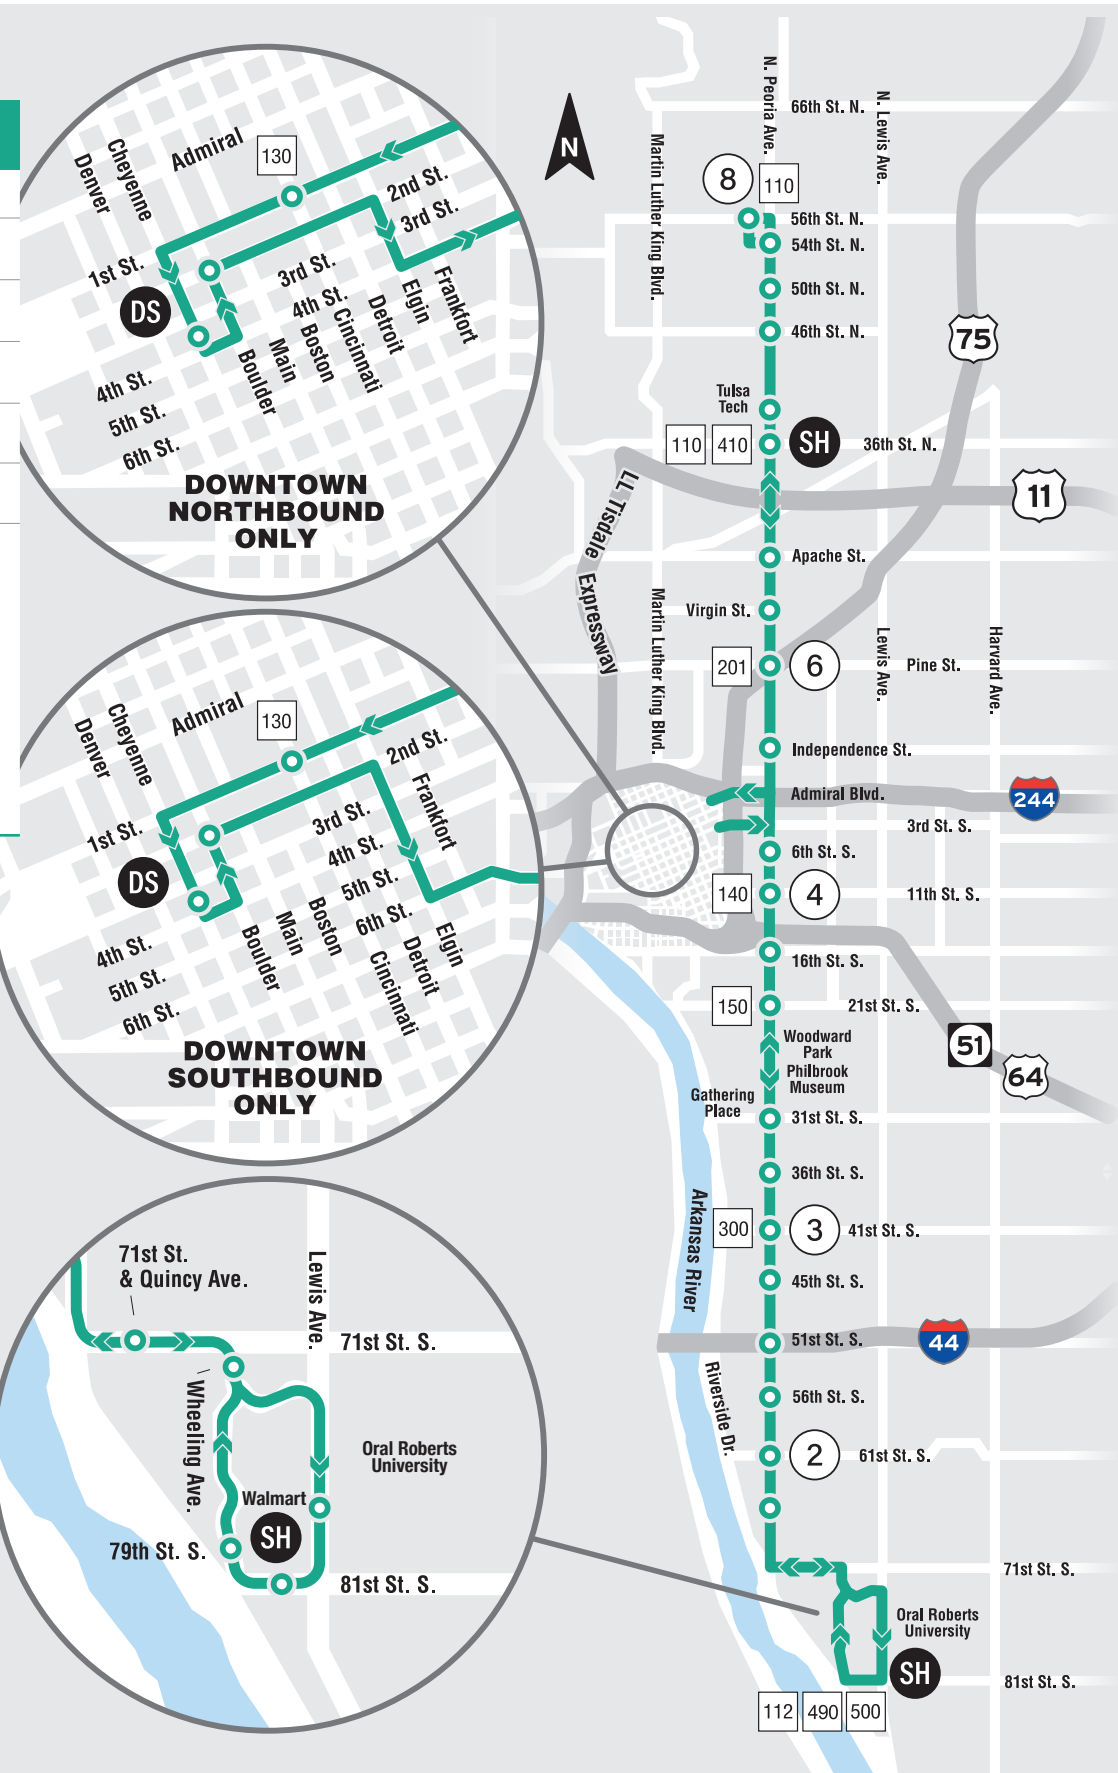 Admiral
130
Cheyenne
Denver
2nd St.
3rd St.
1st St.
3rd St.
4th St.
DS
Frankfort
Elgin
Detroit
Cincinnati
Boston
Main
Boulder
4th St.
5th St.
6th St.
DOWNTOWN
NORTHBOUND
ONLY
Admiral
130
Cheyenne
Denver
2nd St.
Frankfort
1st St.
3rd St.
4th St.
5th St.
6th St.
DS
Elgin
Detroit
Cincinnati
Boston
Main
Boulder
4th St.
5th St.
6th St.
DOWNTOWN
SOUTHBOUND
ONLY
71st St.
& Quincy Ave.
Lewis Ave.
71st St. S.
Wheeling Ave.
Oral Roberts
University
Walmart
SH
79th St. S.
81st St. S.
N
N. Peoria Ave.
N. Lewis Ave.
Martin Luther King Blvd.
66th St. N.
8
110
56th St. N.
54th St. N.
50th St. N.
46th St. N.
75
Tulsa
Tech
110
410
SH
36th St. N.
11
LL Tisdale
Expressway
Apache St.
Martin Luther King Blvd.
Virgin St.
Lewis Ave.
Harvard Ave.
201
6
Pine St.
Independence St.
Admiral Blvd.
244
3rd St. S.
6th St. S.
140
4
11th St. S.
16th St. S.
150
21st St. S.
51
64
Woodward
Park
Philbrook
Museum
Gathering
Place
31st St. S.
36th St. S.
Arkansas River
300
3
41st St. S.
45th St. S.
51st St. S.
44
Riverside Dr.
56th St. S.
2
61st St. S.
71st St. S.
Oral Roberts
University
SH
81st St. S.
112
490
500